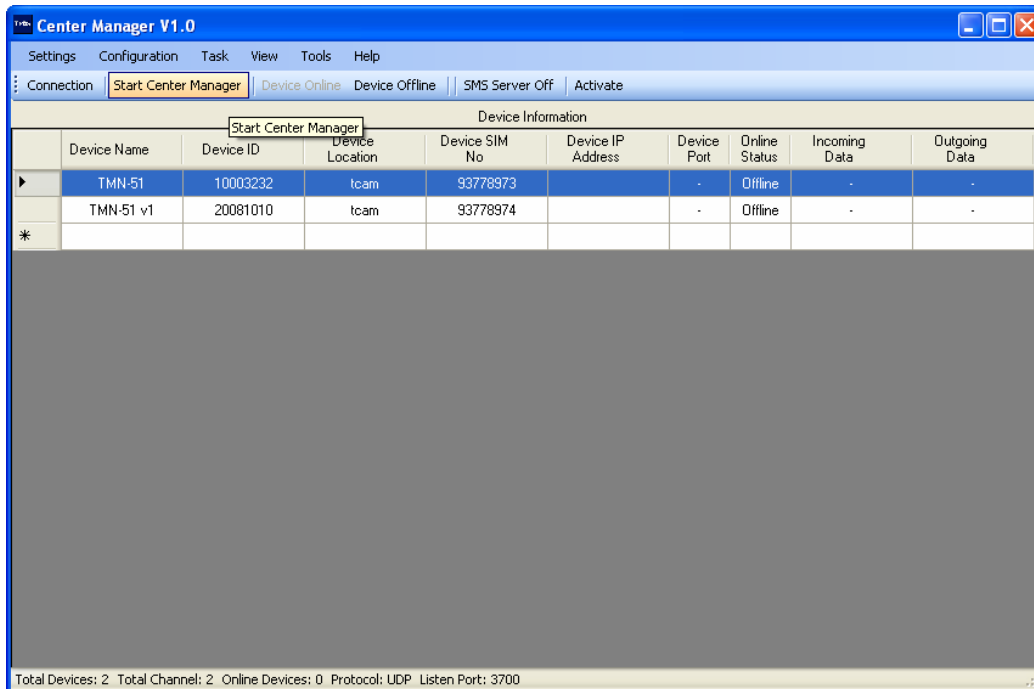 Center Manager V1.0
Settings Configuration Task View Tools Help
Connection Start Center Manager Device Online Device Offline SMS Server Off Activate
Device Information
Start Center Manager
Device Name Device ID Device Location Device SIM No Device IP Address Device Port Online Status Incoming Data Outgoing Data
TMN-51 10003232 tcam 93778973 - Offline - -
TMN-51 v1 20081010 tcam 93778974 - Offline - -
Total Devices: 2 Total Channel: 2 Online Devices: 0 Protocol: UDP Listen Port: 3700